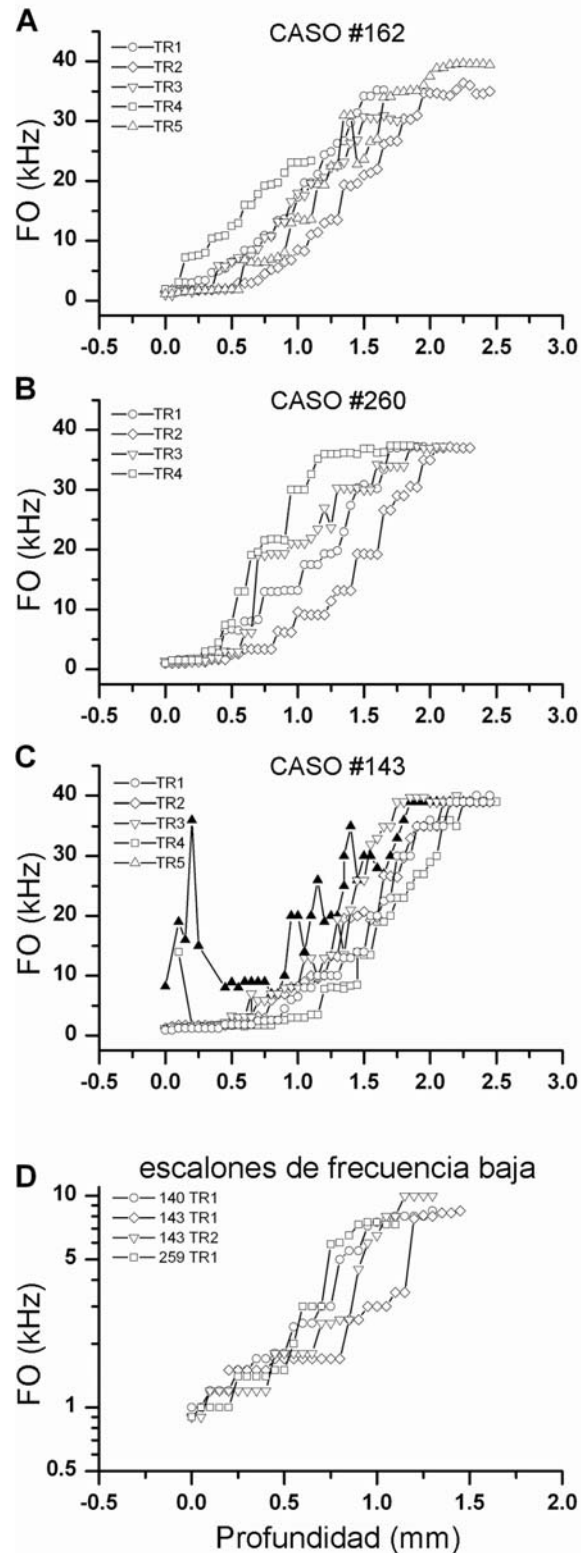 A
CASO #162
TR1
TR2
TR3
TR4
TR5
FO (kHz)
40
30
20
10
0
-0.5 0.0 0.5 1.0 1.5 2.0 2.5 3.0
B
CASO #260
TR1
TR2
TR3
TR4
FO (kHz)
40
30
20
10
0
-0.5 0.0 0.5 1.0 1.5 2.0 2.5 3.0
C
CASO #143
TR1
TR2
TR3
TR4
TR5
FO (kHz)
40
30
20
10
0
-0.5 0.0 0.5 1.0 1.5 2.0 2.5 3.0
D
escalones de frecuencia baja
140 TR1
143 TR1
143 TR2
259 TR1
FO (kHz)
10
5
1
0.5
0.0 0.5 1.0 1.5 2.0
Profundidad (mm)